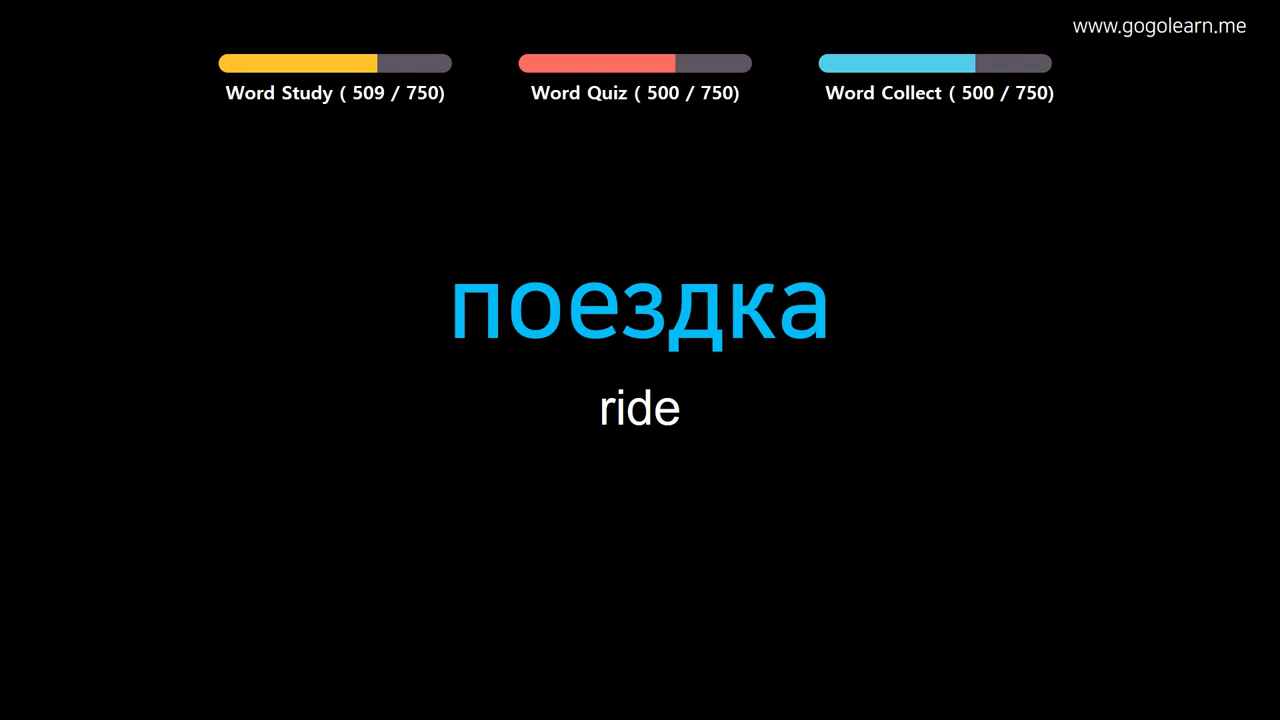 www.gogolearn.me
Word Study ( 509 / 750)
Word Quiz ( 500 / 750)
Word Collect ( 500 / 750)
поездка
ride